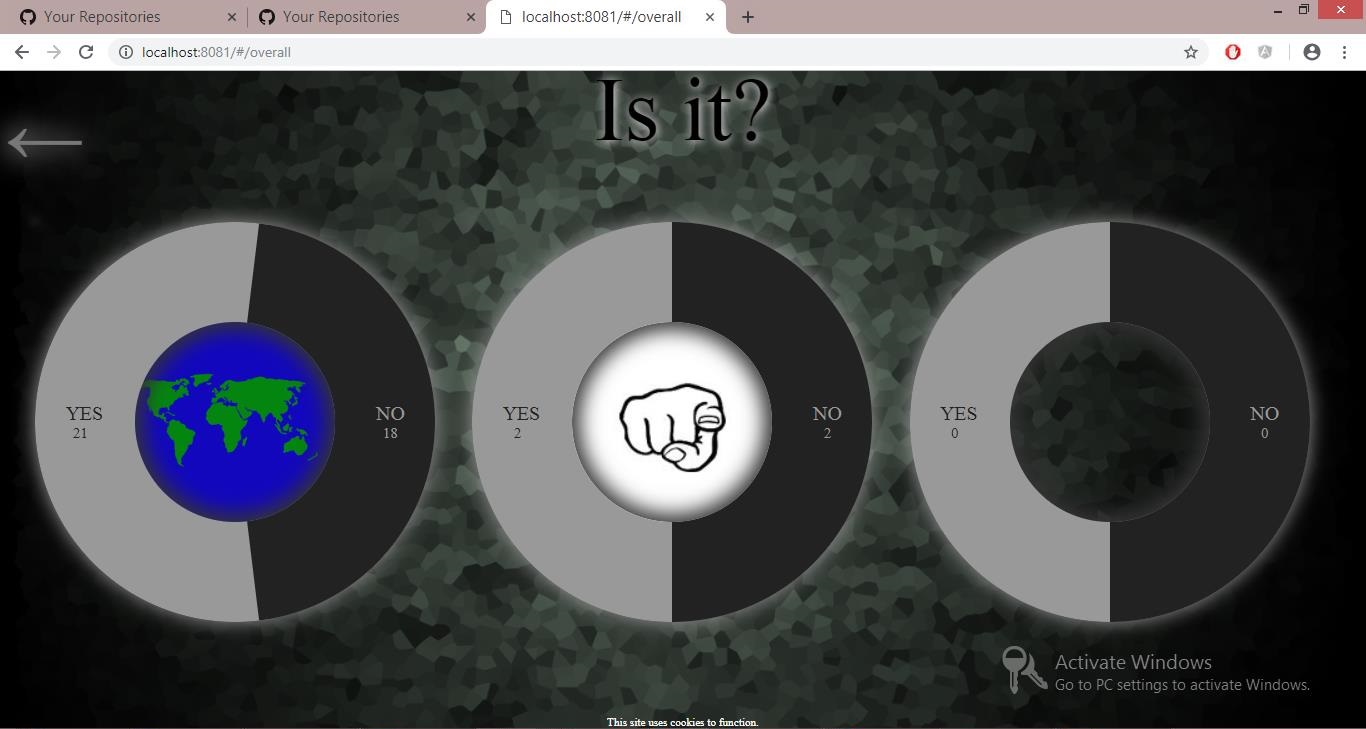 Your Repositories
Your Repositories
localhost:8081/#/overall
localhost:8081/#/overall
Is it?
YES
21
NO
18
YES
2
NO
2
YES
0
NO
0
Activate Windows
Go to PC settings to activate Windows.
This site uses cookies to function.